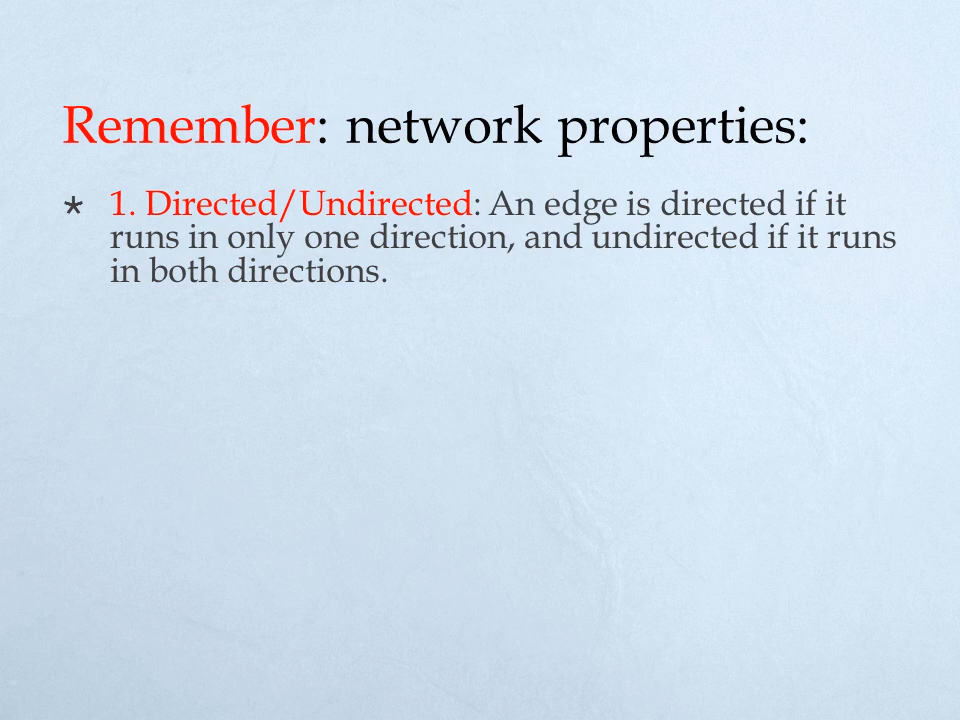 Remember: network properties:
* 1. Directed/Undirected: An edge is directed if it
runs in only one direction, and undirected if it runs
in both directions.